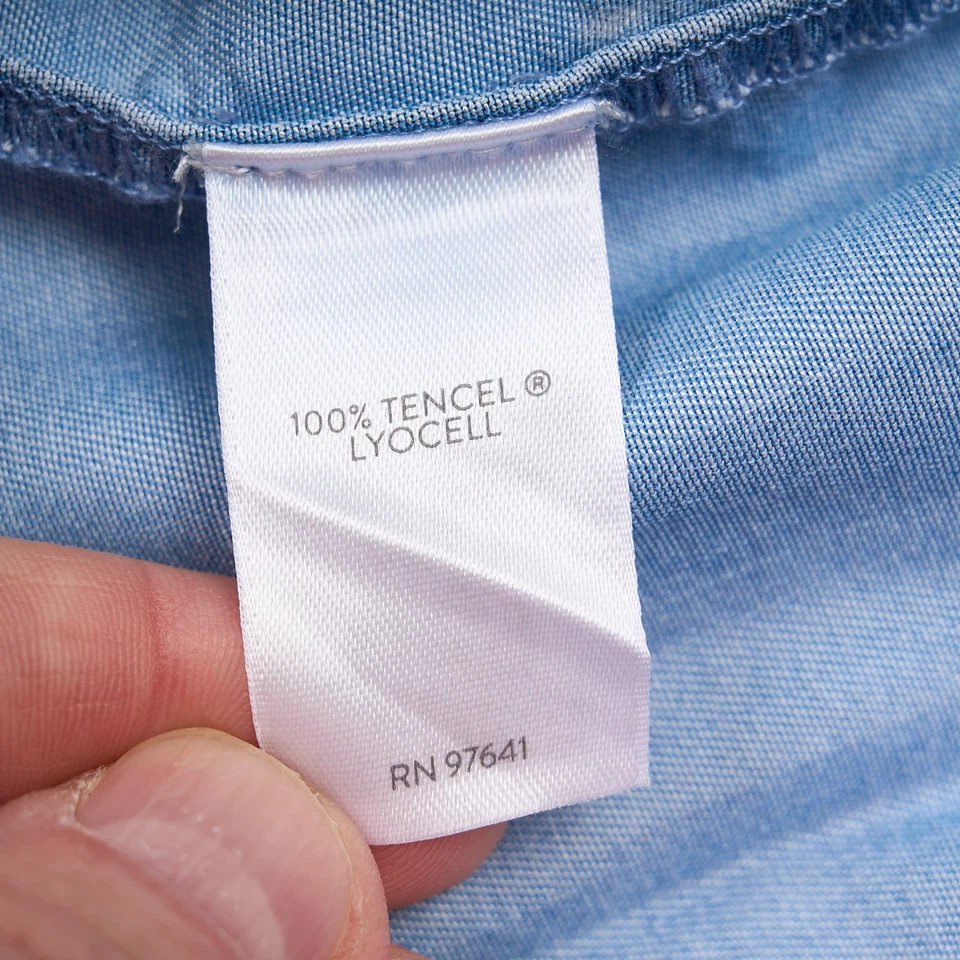 100% TENCEL ®
LYOCELL
RN 97641